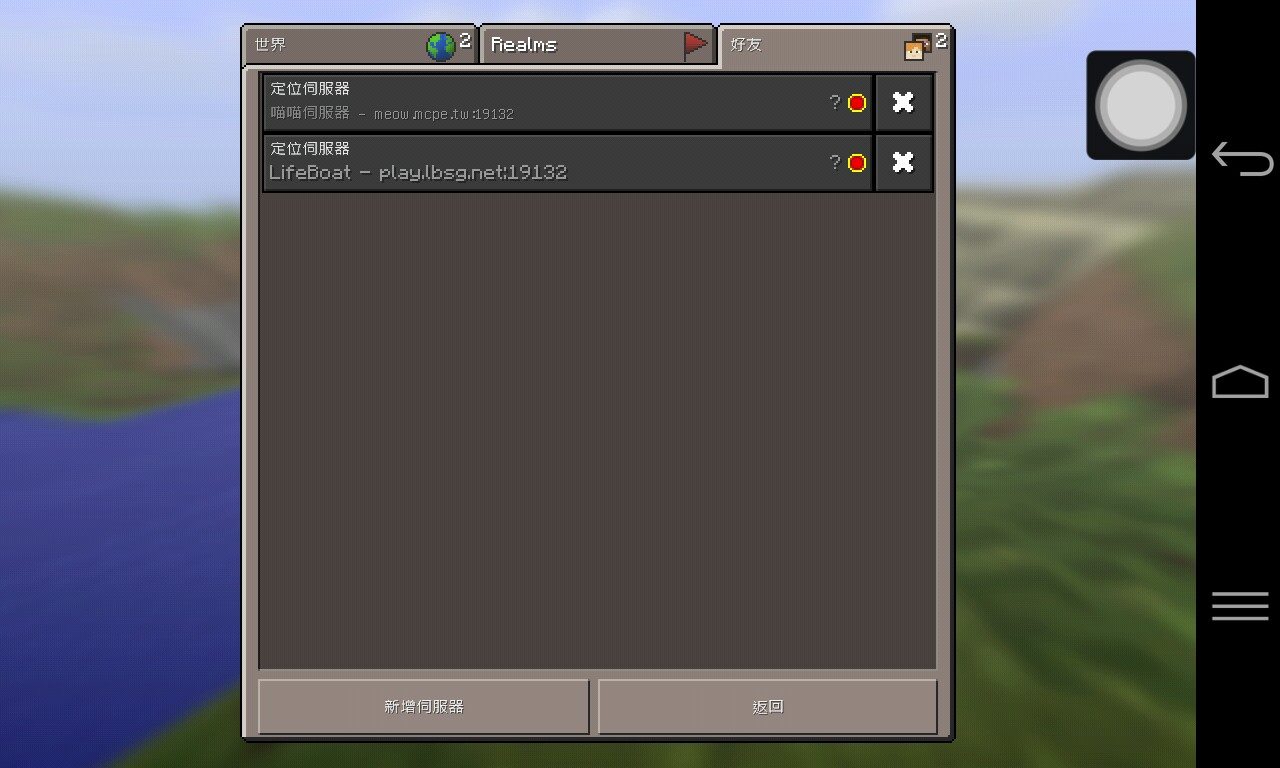 世界 2
Realms
好友 2
定位伺服器
喵喵伺服器 - meow.mcpe.tw:19132
?
定位伺服器
LifeBoat - play.lbsg.net:19132
?
新增伺服器
返回